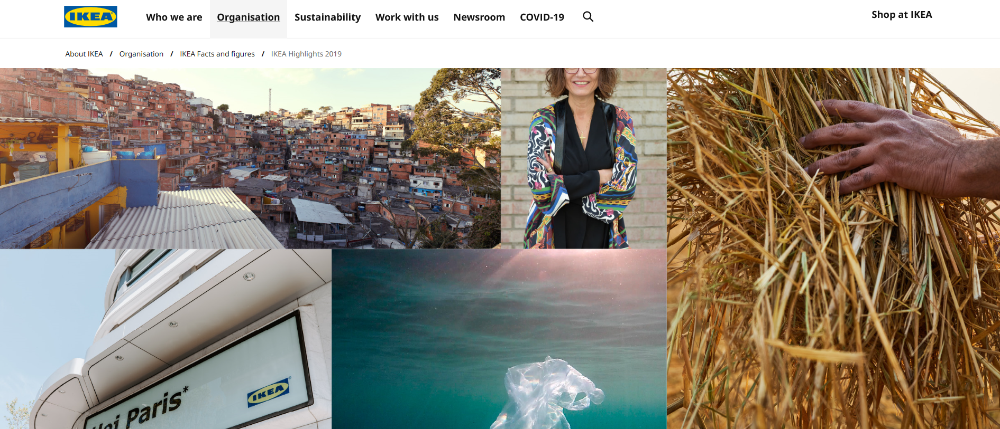 IKEA
Who we are Organisation Sustainability Work with us Newsroom COVID-19 Shop at IKEA
About IKEA / Organisation / IKEA Facts and figures / IKEA Highlights 2019
Hej Paris*
IKEA